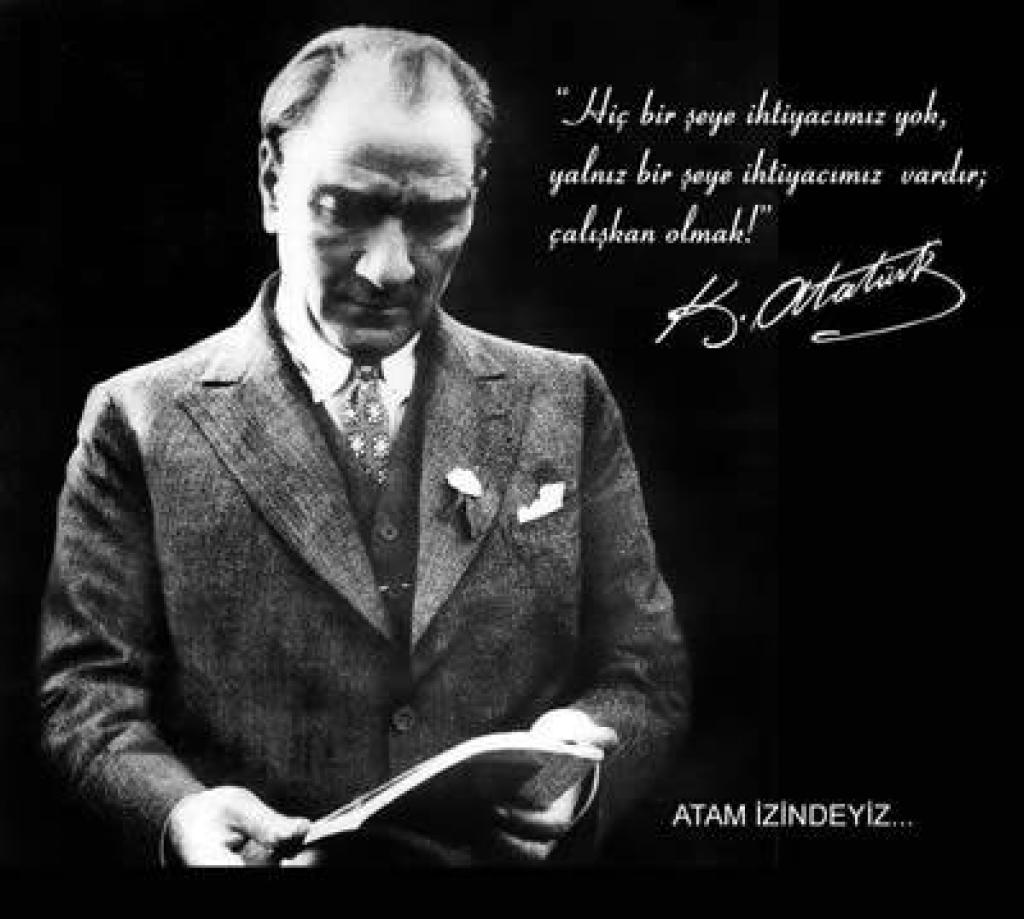 “Hiç bir şeye ihtiyacımız yok,
yalnız bir şeye ihtiyacımız vardır;
çalışkan olmak!”
K. Atatürk
ATAM İZİNDEYİZ...